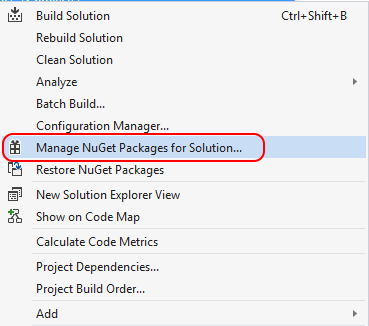 Build Solution Ctrl+Shift+B
Rebuild Solution
Clean Solution
Analyze
Batch Build...
Configuration Manager...
Manage NuGet Packages for Solution...
Restore NuGet Packages
New Solution Explorer View
Show on Code Map
Calculate Code Metrics
Project Dependencies...
Project Build Order...
Add